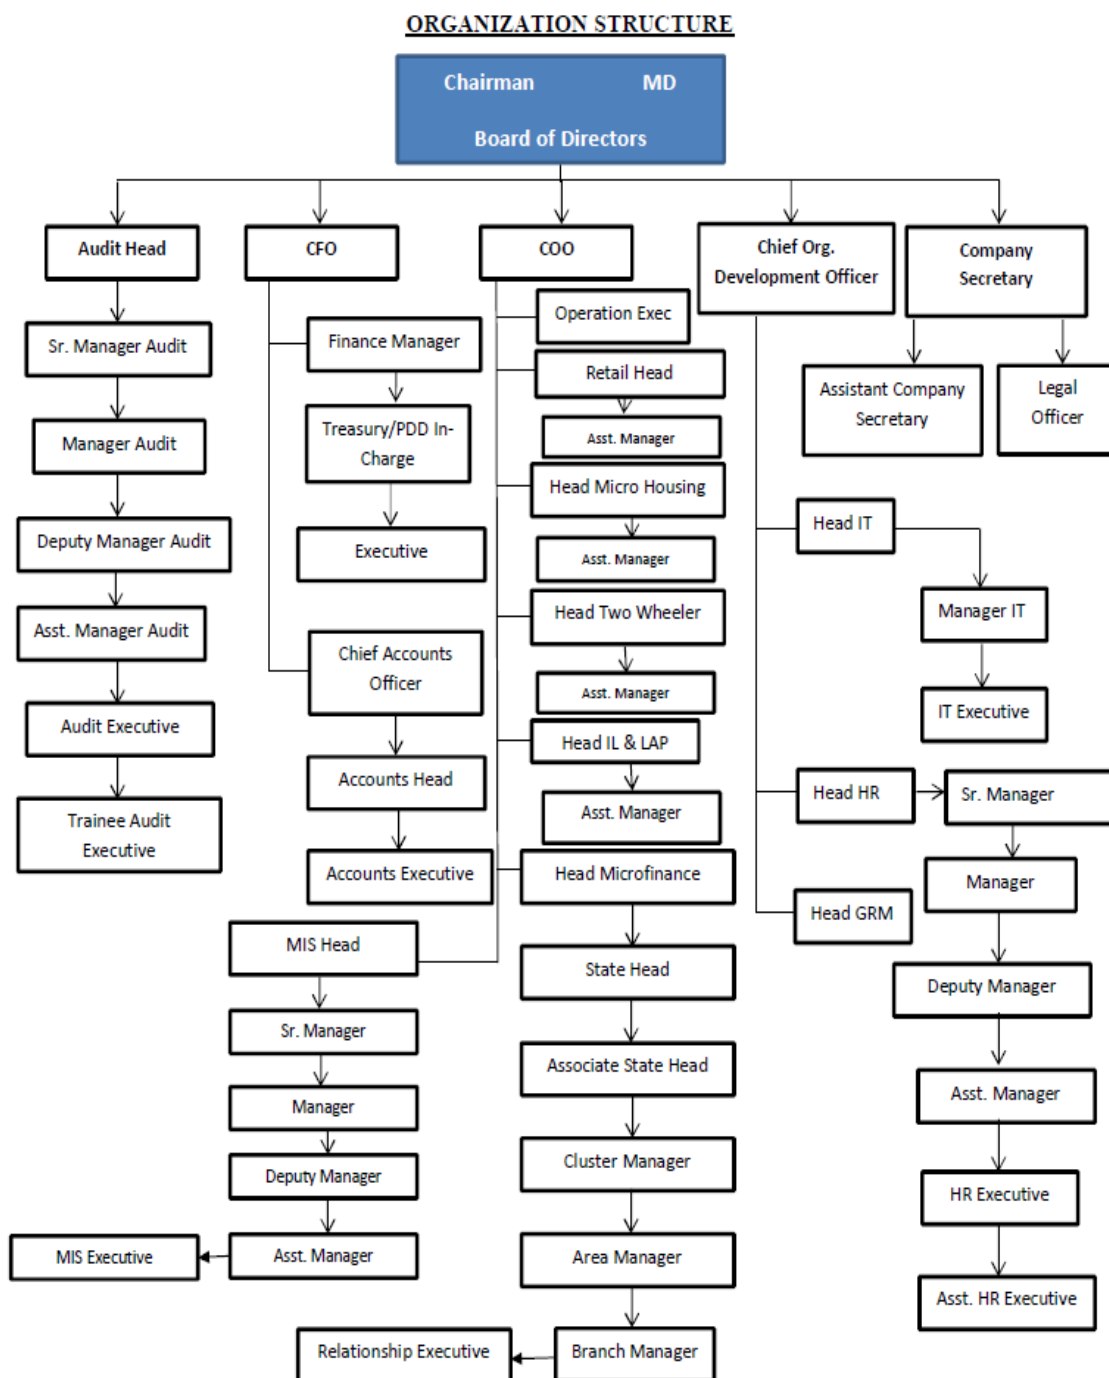 ORGANIZATION STRUCTURE
Chairman MD
Board of Directors
Audit Head
CFO
COO
Chief Org.
Development Officer
Company
Secretary
Sr. Manager Audit
Manager Audit
Deputy Manager Audit
Asst. Manager Audit
Audit Executive
Trainee Audit
Executive
Finance Manager
Treasury/PDD In-
Charge
Executive
Chief Accounts
Officer
Accounts Head
Accounts Executive
Operation Exec
Retail Head
Asst. Manager
Head Micro Housing
Asst. Manager
Head Two Wheeler
Asst. Manager
Head IL & LAP
Asst. Manager
Head Microfinance
State Head
Associate State Head
Cluster Manager
Area Manager
Branch Manager
Relationship Executive
MIS Head
Sr. Manager
Manager
Deputy Manager
Asst. Manager
MIS Executive
Head IT
Manager IT
IT Executive
Head HR
Sr. Manager
Manager
Deputy Manager
Asst. Manager
HR Executive
Asst. HR Executive
Head GRM
Assistant Company
Secretary
Legal
Officer